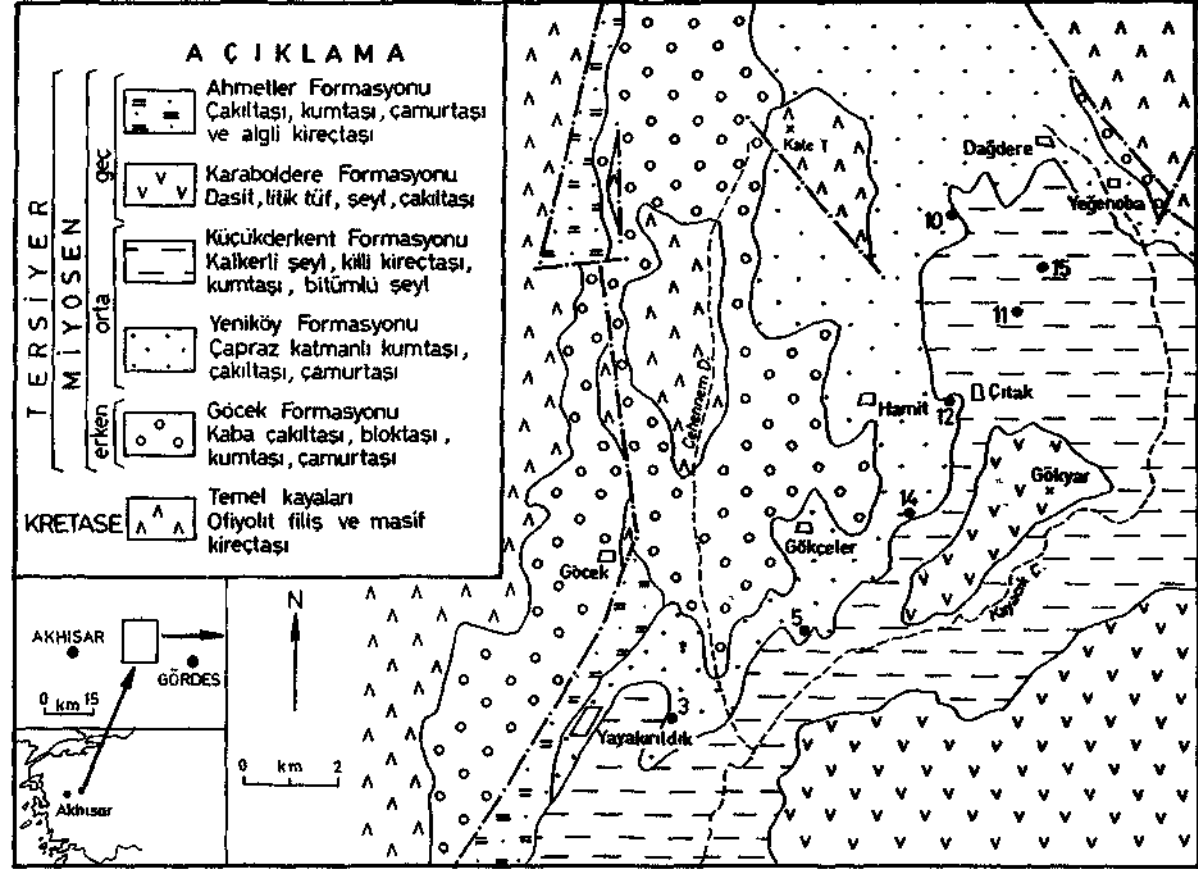 AÇIKLAMA
TERSİYER
MİYOSEN
geç
orta
erken
Ahmetler Formasyonu
Çakıltaşı, kumtaşı, çamurtaşı
ve algli kireçtaşı
Karaboldere Formasyonu
Dasit, litik tüf, şeyl, çakıltaşı
Küçükderkent Formasyonu
Kalkerli şeyl, killi kireçtaşı,
kumtaşı, bitümlü şeyl
Yeniköy Formasyonu
Çapraz katmanlı kumtaşı,
çakıltaşı, çamurtaşı
Göcek Formasyonu
Kaba çakıltaşı, bloktaşı,
kumtaşı, çamurtaşı
KRETASE
Temel kayaları
Ofiyolit filiş ve masif
kireçtaşı
Kale T
Dağdere
Yeğenoba
10
15
11
Cehennem D.
Hamit
12
Çıtak
Gökyar
14
Gökçeler
Göcek
5
Kayacık Ç.
3
Yayakırıldık
N
0 km 2
AKHISAR
GÖRDES
0 km 15
Akhısar